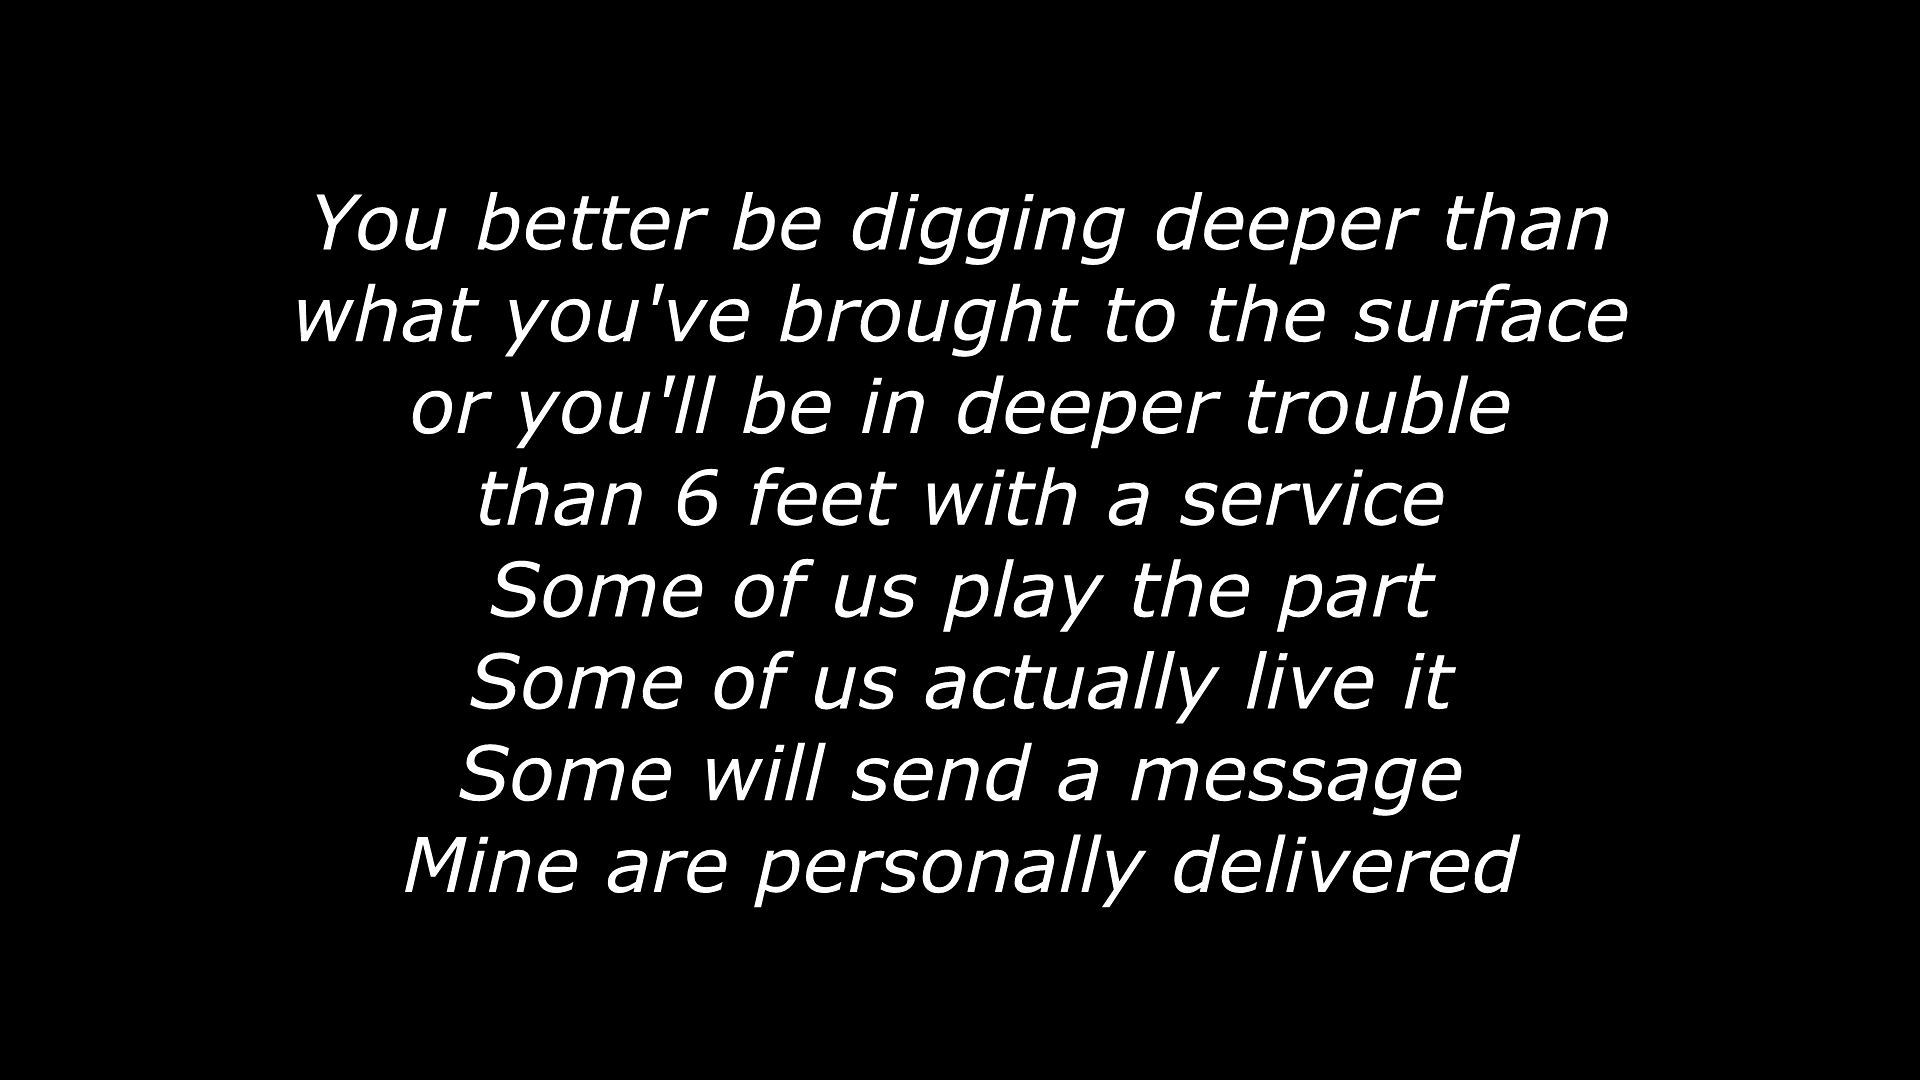 You better be digging deeper than
what you've brought to the surface
or you'll be in deeper trouble
than 6 feet with a service
Some of us play the part
Some of us actually live it
Some will send a message
Mine are personally delivered